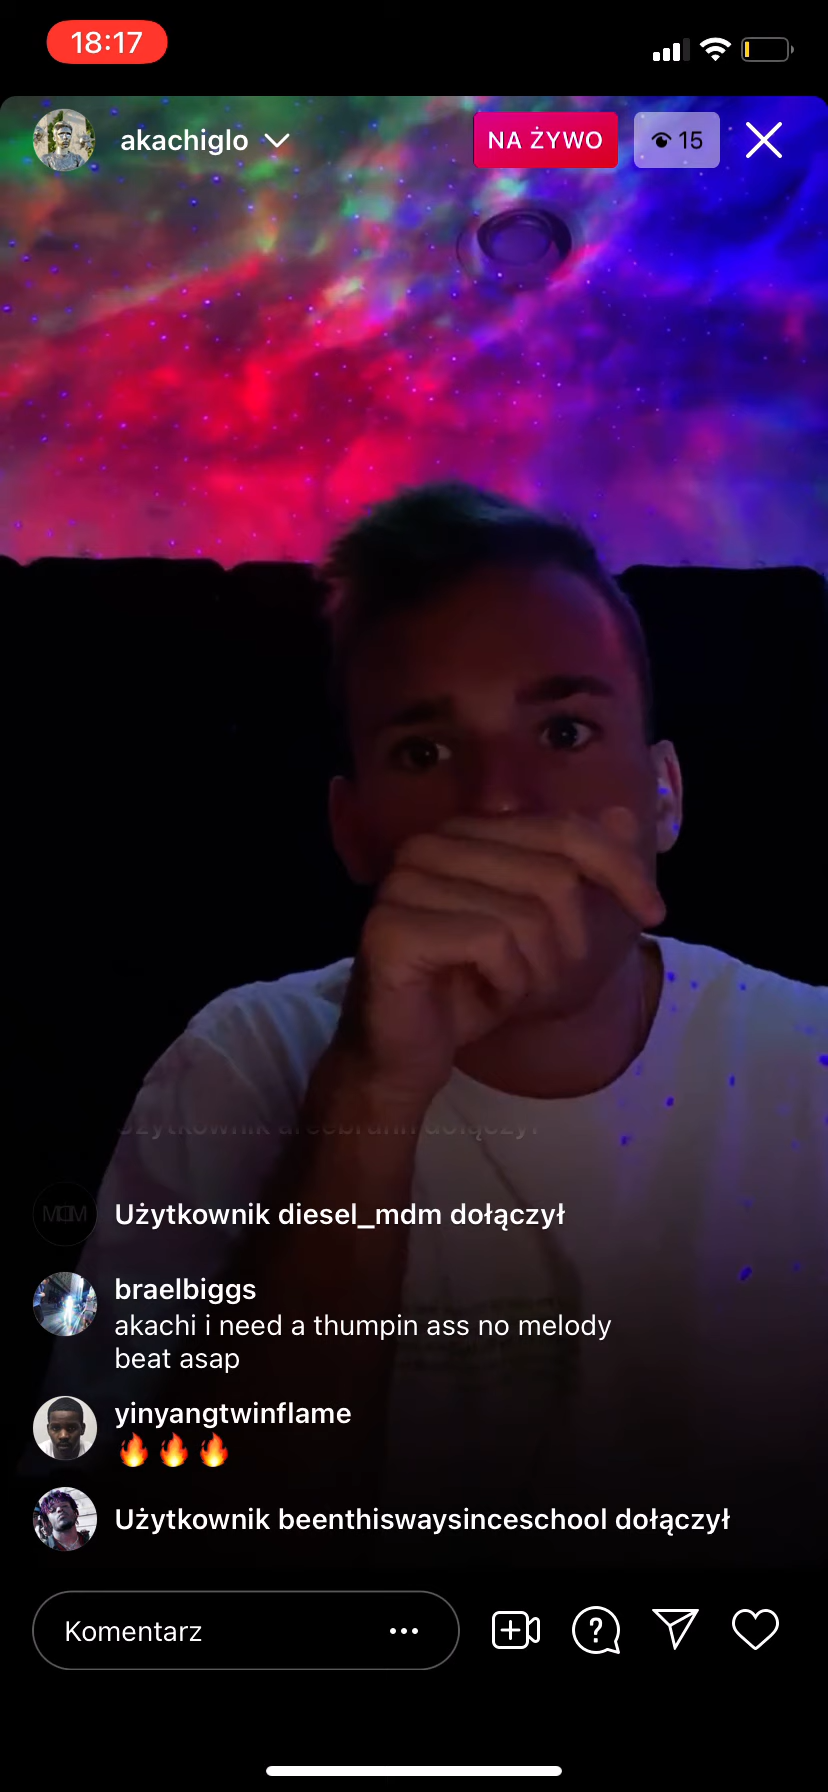 18:17
akachiglo
NA ŻYWO
15
Użytkownik diesel_mdm dołączył
braelbiggs
akachi i need a thumpin ass no melody
beat asap
yinyangtwinflame
🔥🔥🔥
Użytkownik beenthiswaysinceschool dołączył
Komentarz